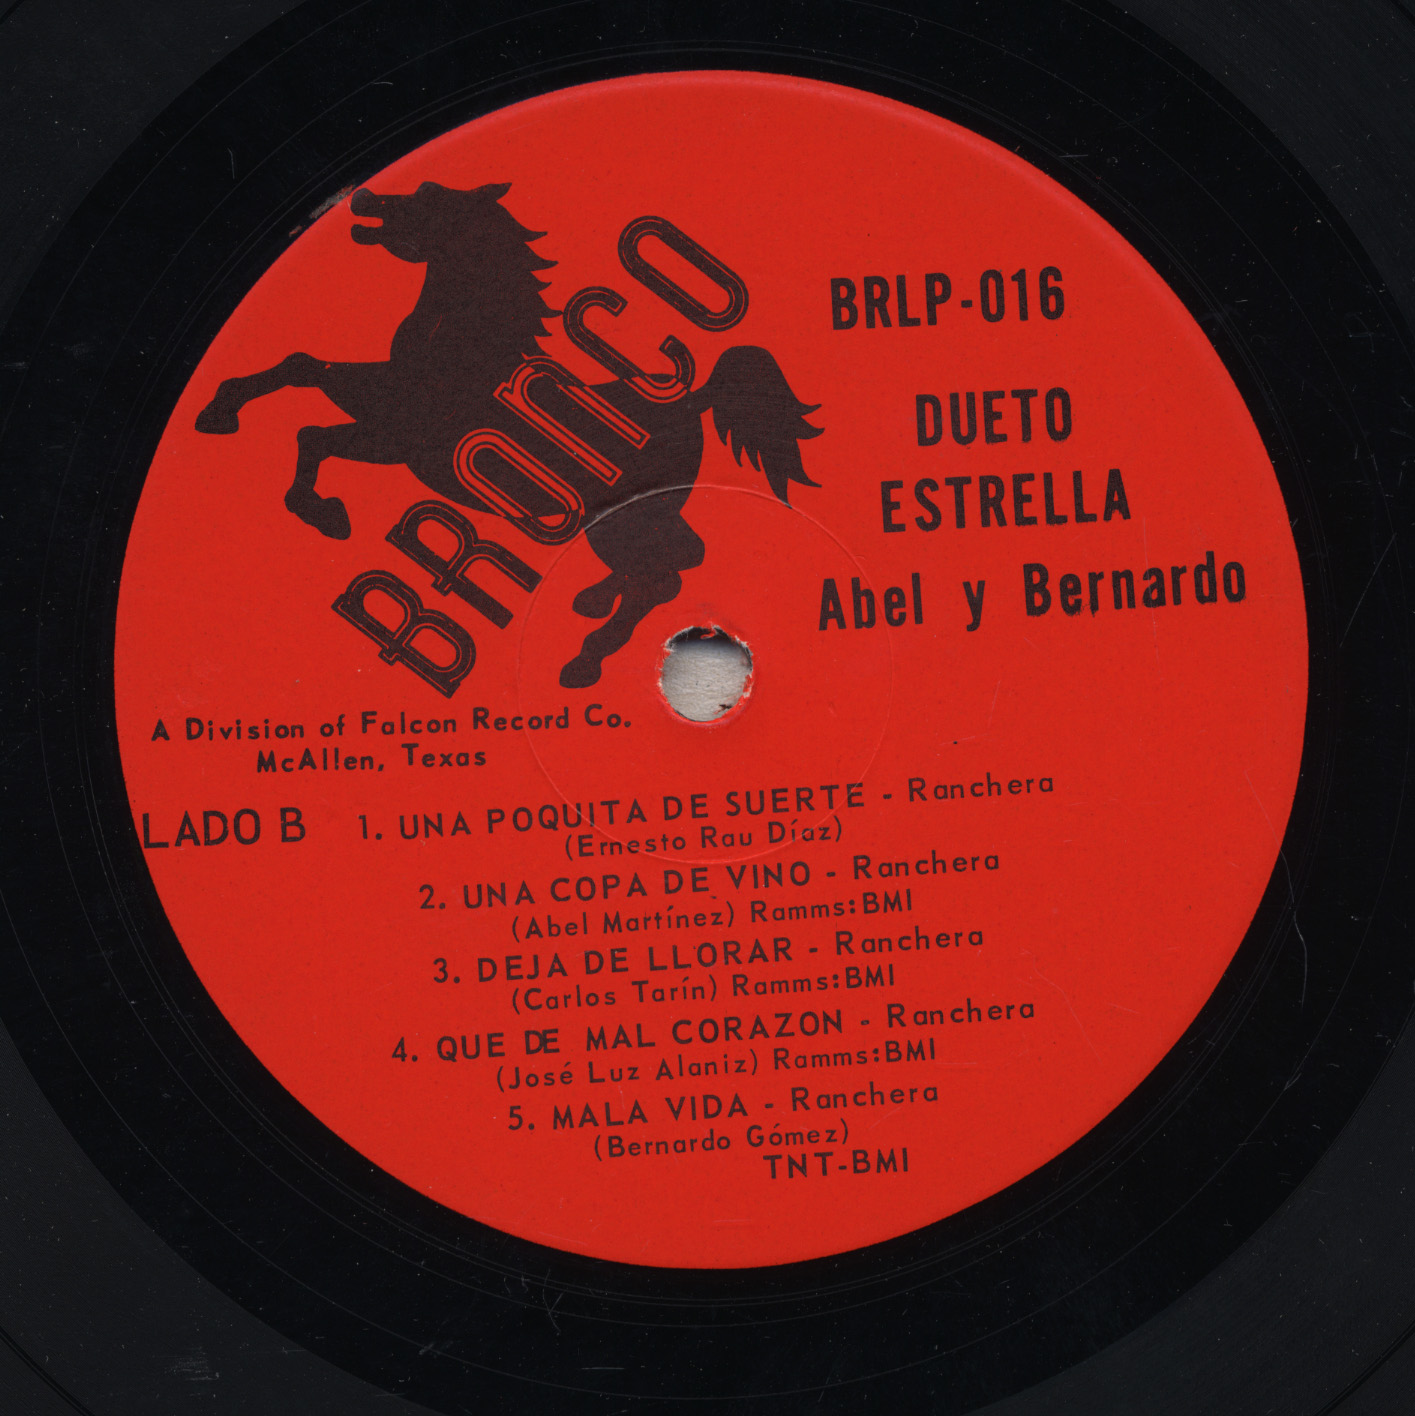 BRONCO
BRLP-016
DUETO
ESTRELLA
Abel y Bernardo
A Division of Falcon Record Co.
McAllen, Texas
LADO B
1. UNA POQUITA DE SUERTE - Ranchera
(Ernesto Rau Díaz)
2. UNA COPA DE VINO - Ranchera
(Abel Martínez) Ramms:BMI
3. DEJA DE LLORAR - Ranchera
(Carlos Tarín) Ramms:BMI
4. QUE DE MAL CORAZON - Ranchera
(José Luz Alaniz) Ramms:BMI
5. MALA VIDA - Ranchera
(Bernardo Gómez)
TNT-BMI